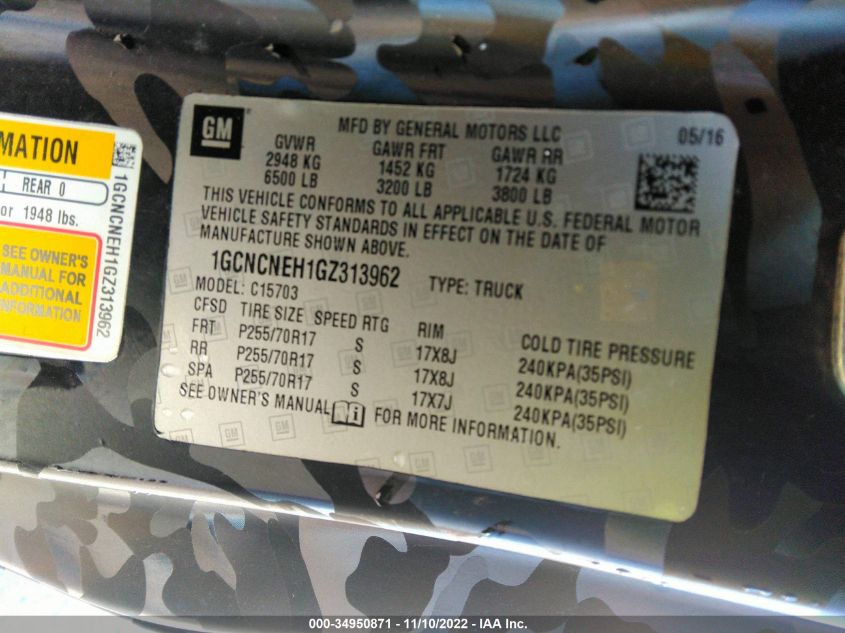 MATION
REAR 0
or 1948 lbs.
SEE OWNER'S
MANUAL FOR
ADDITIONAL
INFORMATION
1GCNCNEH1GZ313962
GM
MFD BY GENERAL MOTORS LLC
05/16
GVWR GAWR FRT GAWR RR
2948 KG 1452 KG 1724 KG
6500 LB 3200 LB 3800 LB
THIS VEHICLE CONFORMS TO ALL APPLICABLE U.S. FEDERAL MOTOR
VEHICLE SAFETY STANDARDS IN EFFECT ON THE DATE OF
MANUFACTURE SHOWN ABOVE.
1GCNCNEH1GZ313962 TYPE: TRUCK
MODEL: C15703
CFSD TIRE SIZE SPEED RTG RIM COLD TIRE PRESSURE
FRT P255/70R17 S 17X8J 240KPA(35PSI)
RR P255/70R17 S 17X8J 240KPA(35PSI)
SPA P255/70R17 S 17X7J 240KPA(35PSI)
SEE OWNER'S MANUAL FOR MORE INFORMATION.
000-34950871 - 11/10/2022 - IAA Inc.